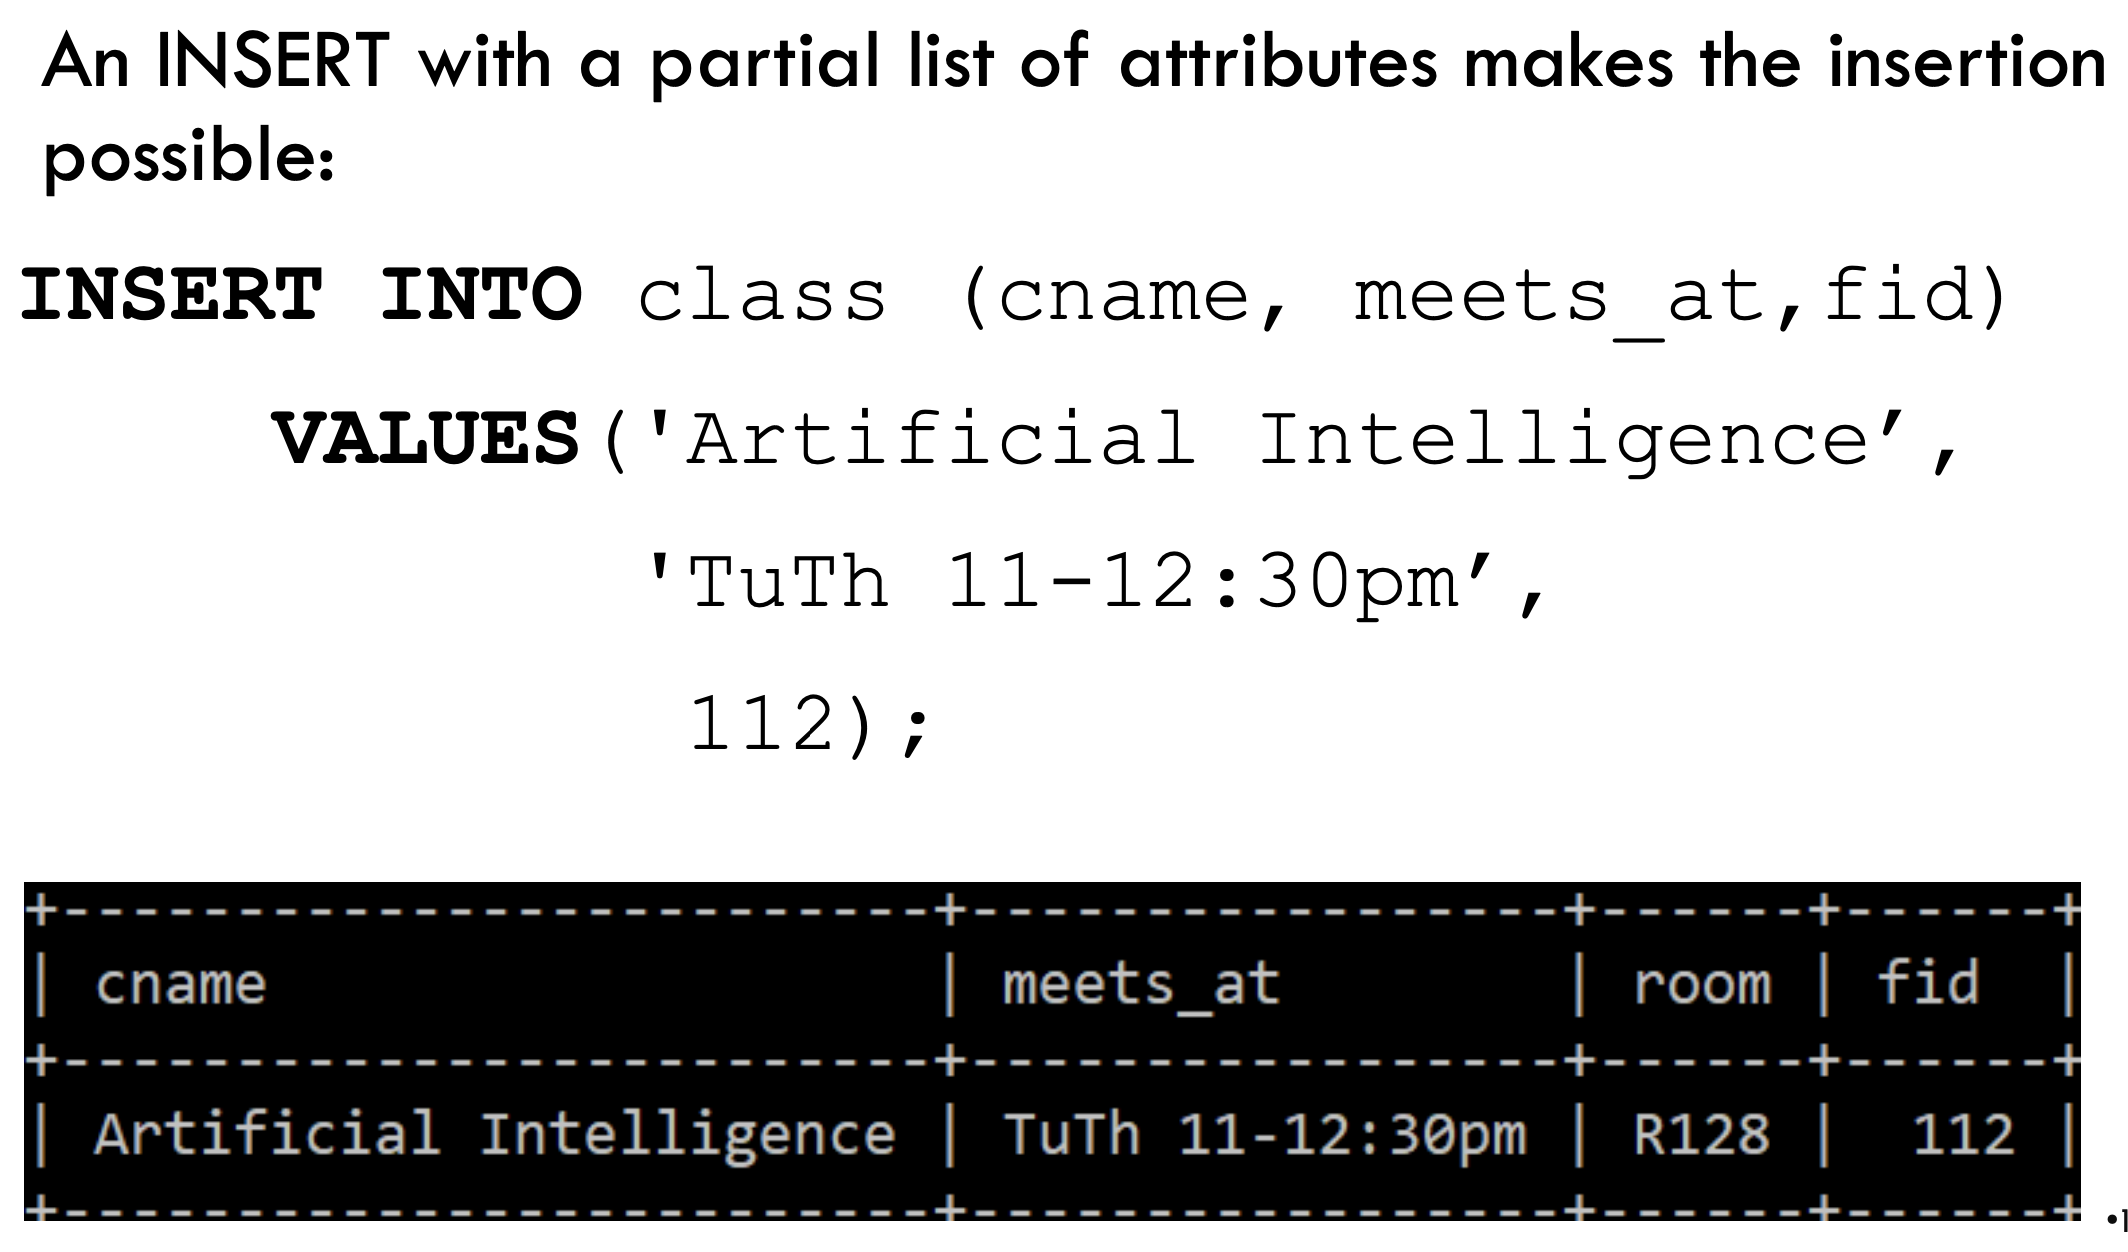 An INSERT with a partial list of attributes makes the insertion
possible:
INSERT INTO class (cname, meets_at,fid)
VALUES('Artificial Intelligence’,
'TuTh 11-12:30pm’,
112);
+--------------------------+-----------------+------+------+
| cname | meets_at | room | fid |
+--------------------------+-----------------+------+------+
| Artificial Intelligence | TuTh 11-12:30pm | R128 | 112 |
+--------------------------+-----------------+------+------+